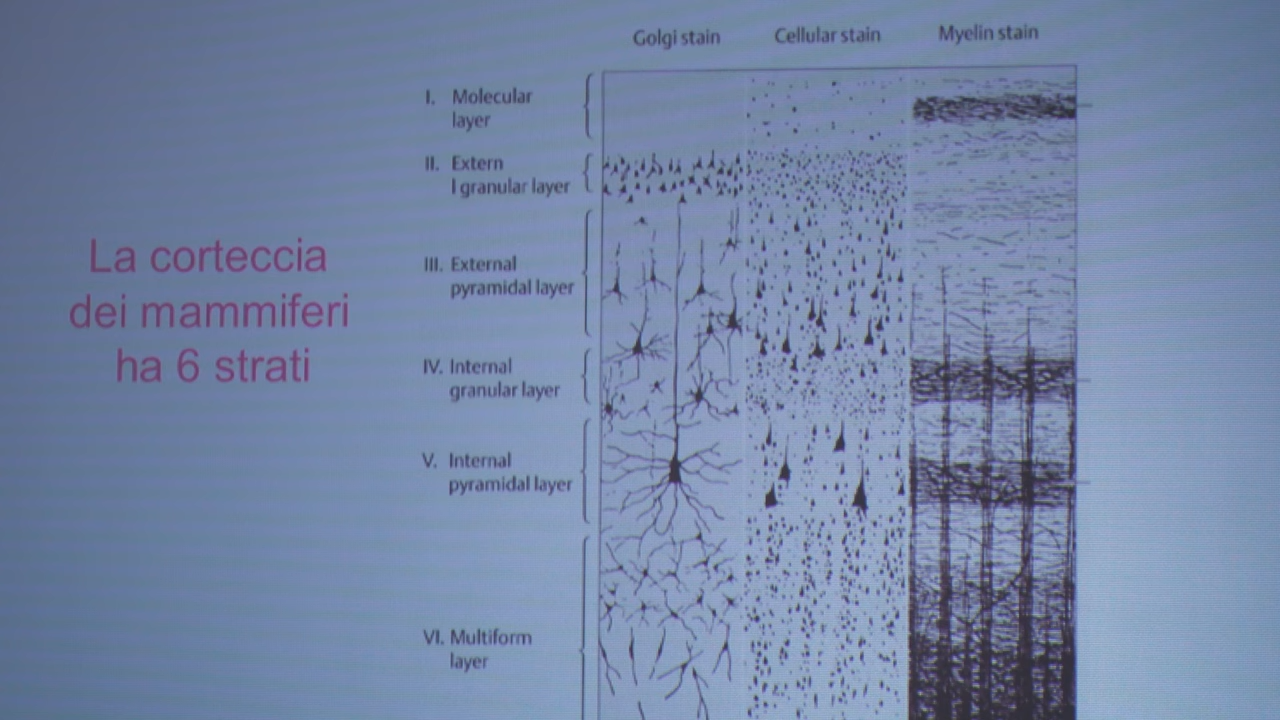 Golgi stain
Cellular stain
Myelin stain
I. Molecular
layer
II. Extern
l granular layer
La corteccia
dei mammiferi
ha 6 strati
III. External
pyramidal layer
IV. Internal
granular layer
V. Internal
pyramidal layer
VI. Multiform
layer